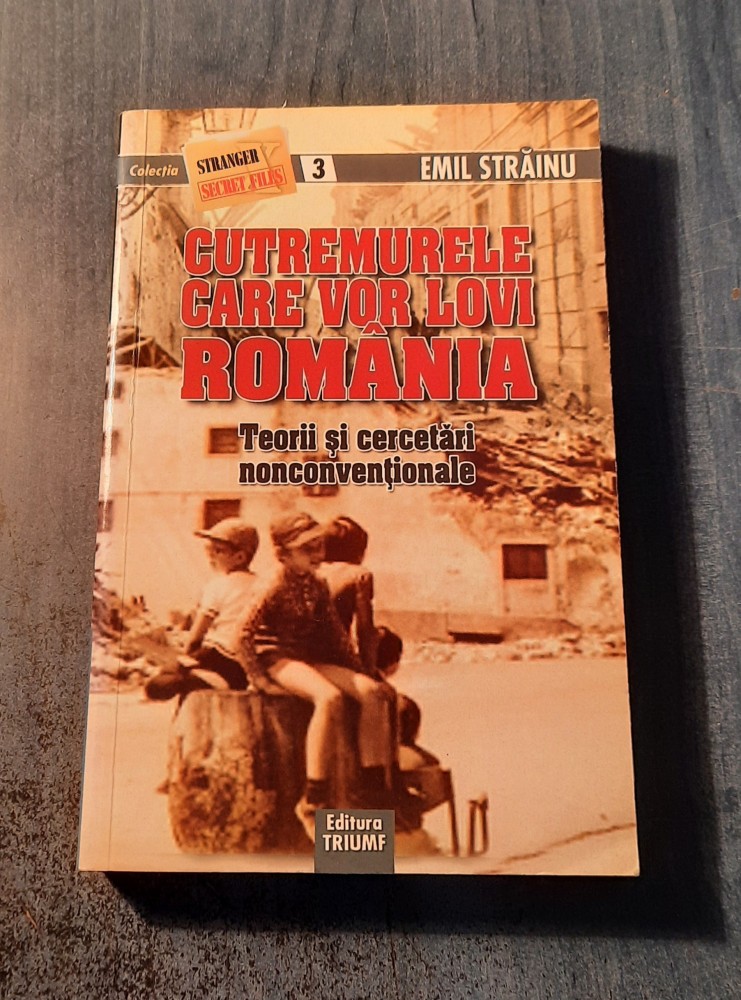 Colecția
STRANGER
SECRET FILES
3
EMIL STRĂINU
CUTREMURELE
CARE VOR LOVI
ROMÂNIA
Teorii și cercetări
nonconvenționale
Editura
TRIUMF